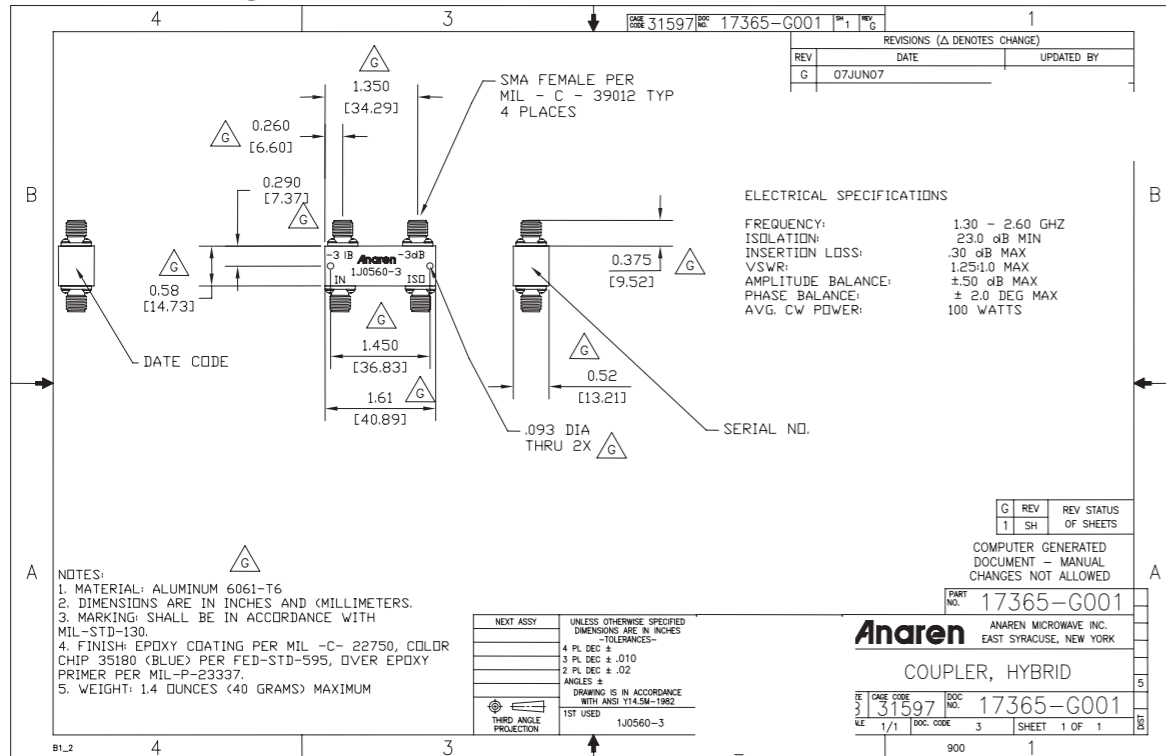 4
3
1
CAGE CODE 31597 DOC NO. 17365-G001 SH 1 REV G
REVISIONS (△ DENOTES CHANGE)
REV DATE UPDATED BY
G 07JUN07
G
1.350
[34.29]
SMA FEMALE PER
MIL - C - 39012 TYP
4 PLACES
G
0.260
[6.60]
B
B
0.290
[7.37]
G
ELECTRICAL SPECIFICATIONS
FREQUENCY: 1.30 - 2.60 GHZ
ISOLATION: 23.0 dB MIN
INSERTION LOSS: .30 dB MAX
VSWR: 1.25:1.0 MAX
AMPLITUDE BALANCE: ±.50 dB MAX
PHASE BALANCE: ± 2.0 DEG MAX
AVG. CW POWER: 100 WATTS
-3 dB Anaren -3dB
1J0560-3
IN ISO
G
0.58
[14.73]
0.375
[9.52]
G
G
1.450
[36.83]
DATE CODE
G
0.52
[13.21]
1.61
[40.89]
G
.093 DIA
THRU 2X
G
SERIAL NO.
G REV REV STATUS
1 SH OF SHEETS
COMPUTER GENERATED
DOCUMENT - MANUAL
CHANGES NOT ALLOWED
A
A
G
NOTES:
1. MATERIAL: ALUMINUM 6061-T6
2. DIMENSIONS ARE IN INCHES AND (MILLIMETERS.
3. MARKING: SHALL BE IN ACCORDANCE WITH
MIL-STD-130.
4. FINISH: EPOXY COATING PER MIL -C- 22750, COLOR
CHIP 35180 (BLUE) PER FED-STD-595, OVER EPOXY
PRIMER PER MIL-P-23337.
5. WEIGHT: 1.4 OUNCES (40 GRAMS) MAXIMUM
NEXT ASSY
THIRD ANGLE
PROJECTION
UNLESS OTHERWISE SPECIFIED
DIMENSIONS ARE IN INCHES
-TOLERANCES-
4 PL DEC ±
3 PL DEC ± .010
2 PL DEC ± .02
ANGLES ±
DRAWING IS IN ACCORDANCE
WITH ANSI Y14.5M-1982
1ST USED
1J0560-3
PART NO. 17365-G001
Anaren
ANAREN MICROWAVE INC.
EAST SYRACUSE, NEW YORK
COUPLER, HYBRID
CAGE CODE 31597 DOC NO. 17365-G001
1/1 DOC. CODE 3 SHEET 1 OF 1
5
DIST
B1_2
4
3
900
1